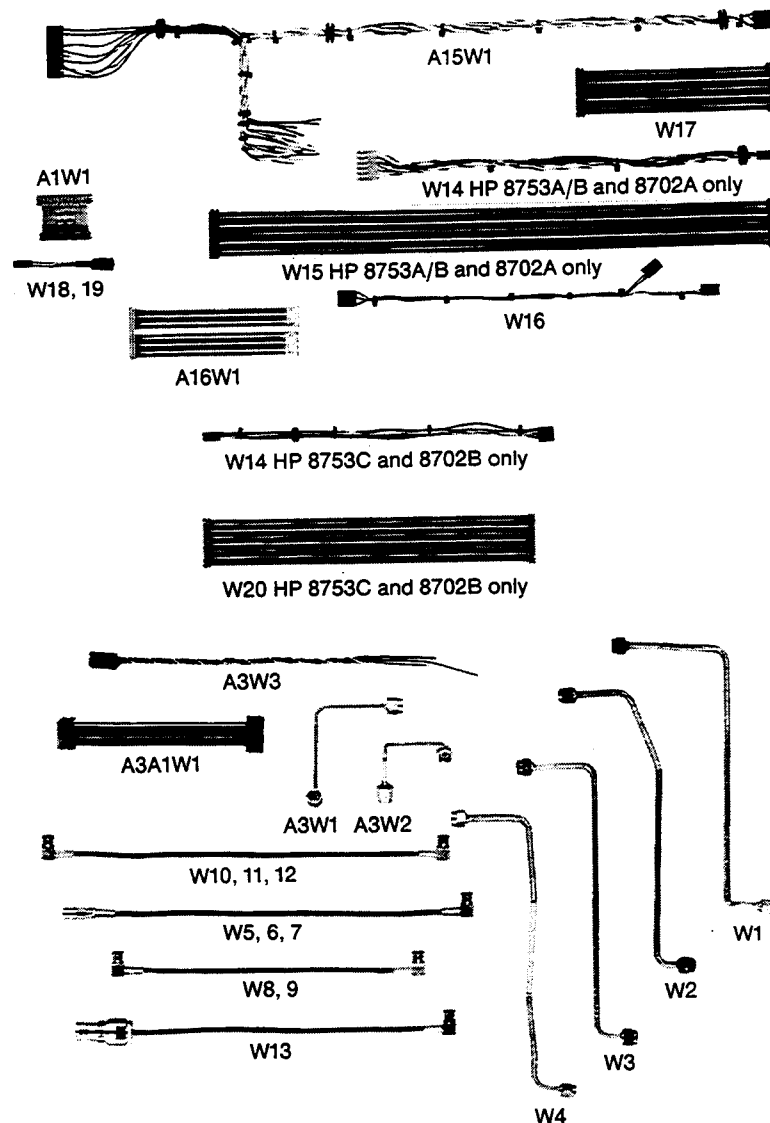 A15W1
W17
A1W1
W14 HP 8753A/B and 8702A only
W15 HP 8753A/B and 8702A only
W18, 19
W16
A16W1
W14 HP 8753C and 8702B only
W20 HP 8753C and 8702B only
A3W3
A3A1W1
A3W1
A3W2
W10, 11, 12
W5, 6, 7
W1
W8, 9
W2
W13
W3
W4